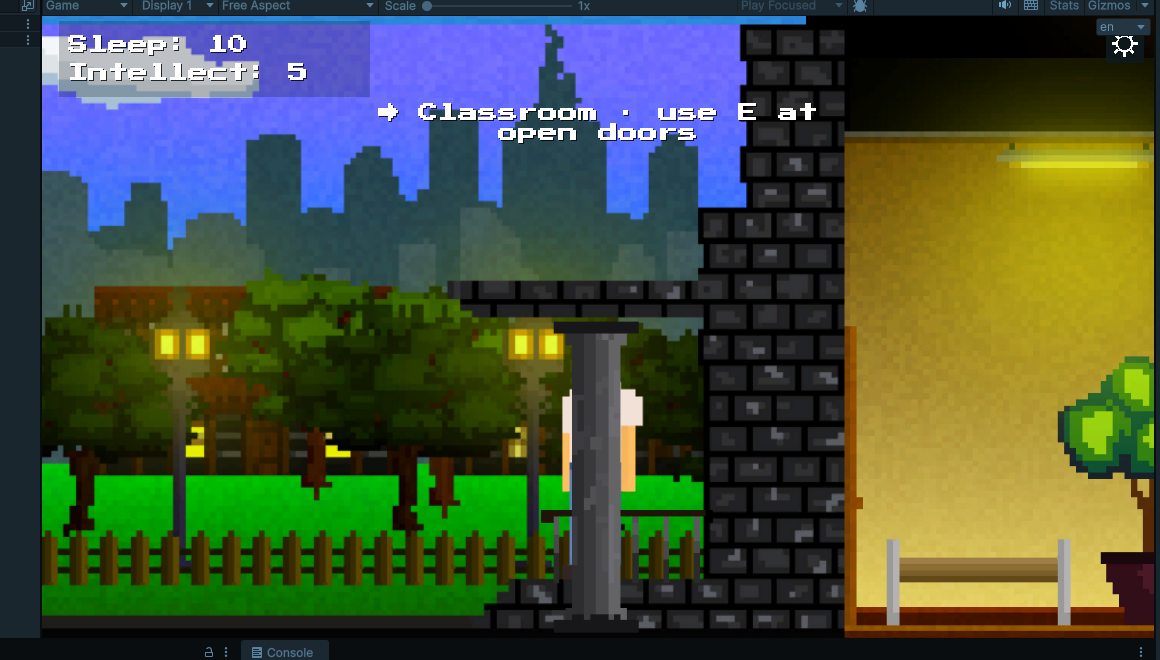 Game
Display 1
Free Aspect
Scale
1x
Play Focused
Stats
Gizmos
en
Sleep: 10
Intellect: 5
➔ Classroom · use E at
open doors
Console